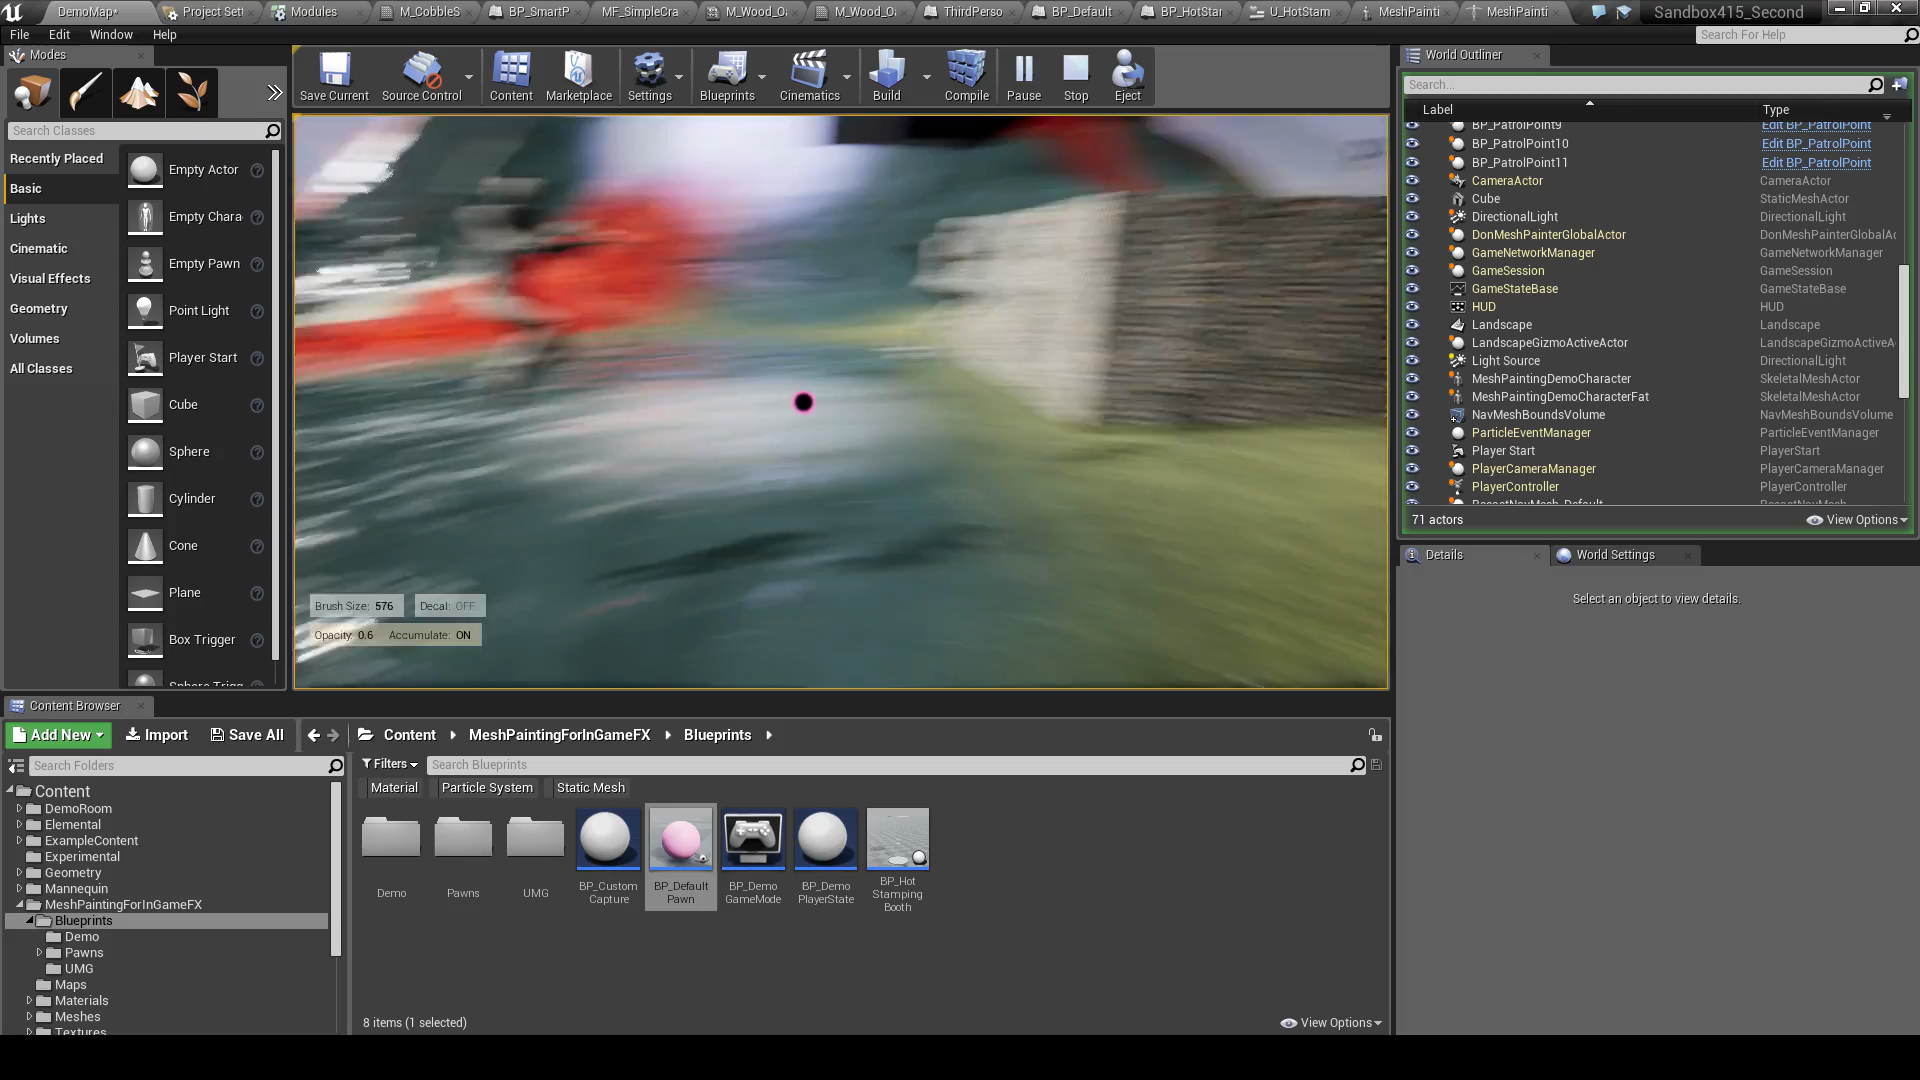 DemoMap*
Project Setti
Modules
M_CobbleS
BP_SmartP
MF_SimpleCra
M_Wood_O
M_Wood_O
ThirdPerso
BP_Default
BP_HotStar
U_HotStam
MeshPainti
MeshPainti
Sandbox415_Second
File Edit Window Help
Search For Help
Modes
Save Current
Source Control
Content
Marketplace
Settings
Blueprints
Cinematics
Build
Compile
Pause
Stop
Eject
Search Classes
Recently Placed
Basic
Lights
Cinematic
Visual Effects
Geometry
Volumes
All Classes
Empty Actor
Empty Chara
Empty Pawn
Point Light
Player Start
Cube
Sphere
Cylinder
Cone
Plane
Box Trigger
Sphere Trigg
Brush Size: 576
Decal: OFF
Opacity: 0.6 Accumulate: ON
World Outliner
Search...
Label Type
BP_PatrolPoint9 Edit BP_PatrolPoint
BP_PatrolPoint10 Edit BP_PatrolPoint
BP_PatrolPoint11 Edit BP_PatrolPoint
CameraActor CameraActor
Cube StaticMeshActor
DirectionalLight DirectionalLight
DonMeshPainterGlobalActor DonMeshPainterGlobalAc
GameNetworkManager GameNetworkManager
GameSession GameSession
GameStateBase GameStateBase
HUD HUD
Landscape Landscape
LandscapeGizmoActiveActor LandscapeGizmoActiveA
Light Source DirectionalLight
MeshPaintingDemoCharacter SkeletalMeshActor
MeshPaintingDemoCharacterFat SkeletalMeshActor
NavMeshBoundsVolume NavMeshBoundsVolume
ParticleEventManager ParticleEventManager
Player Start PlayerStart
PlayerCameraManager PlayerCameraManager
PlayerController PlayerController
RecastNavMesh-Default RecastNavMesh
71 actors
View Options
Details
World Settings
Select an object to view details.
Content Browser
Add New
Import
Save All
Content
MeshPaintingForInGameFX
Blueprints
Search Folders
Filters
Search Blueprints
Material
Particle System
Static Mesh
Content
DemoRoom
Elemental
ExampleContent
Experimental
Geometry
Mannequin
MeshPaintingForInGameFX
Blueprints
Demo
Pawns
UMG
Maps
Materials
Meshes
Textures
Demo
Pawns
UMG
BP_Custom
Capture
BP_Default
Pawn
BP_Demo
GameMode
BP_Demo
PlayerState
BP_Hot
Stamping
Booth
8 items (1 selected)
View Options